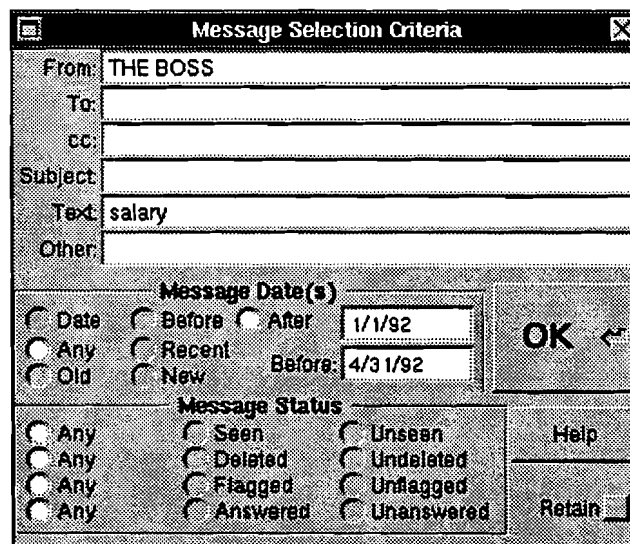 Message Selection Criteria
From: THE BOSS
To:
cc:
Subject:
Text: salary
Other:
Message Date(s)
Date Before After 1/1/92
Any Recent
Before: 4/31/92
Old New
OK
Message Status
Any Seen Unseen
Any Deleted Undeleted
Any Flagged Unflagged
Any Answered Unanswered
Help
Retain